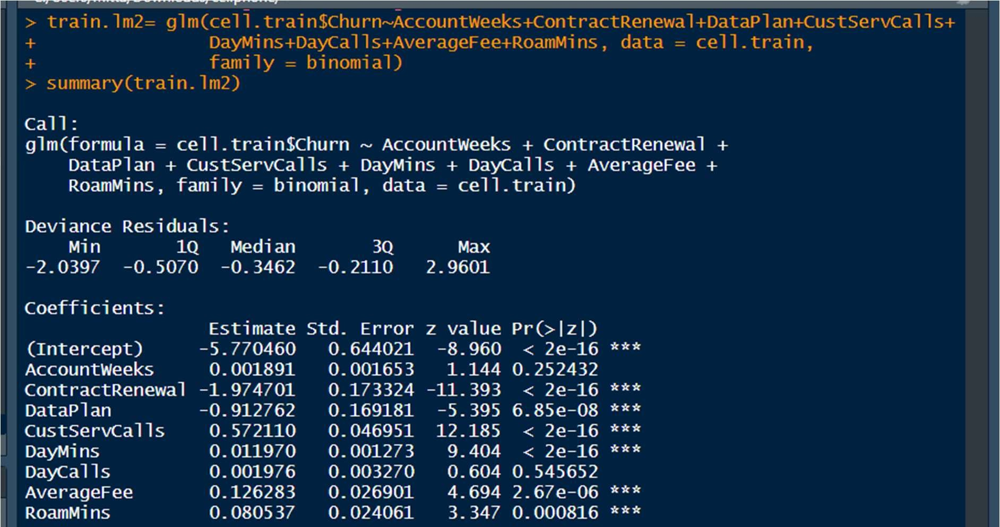 > train.lm2= glm(cell.train$Churn~AccountWeeks+ContractRenewal+DataPlan+CustServCalls+
+                 DayMins+DayCalls+AverageFee+RoamMins, data = cell.train,
+                 family = binomial)
> summary(train.lm2)
Call:
glm(formula = cell.train$Churn ~ AccountWeeks + ContractRenewal +
    DataPlan + CustServCalls + DayMins + DayCalls + AverageFee +
    RoamMins, family = binomial, data = cell.train)
Deviance Residuals:
    Min       1Q   Median       3Q      Max
-2.0397  -0.5070  -0.3462  -0.2110   2.9601
Coefficients:
                 Estimate Std. Error z value Pr(>|z|)
(Intercept)     -5.770460   0.644021  -8.960  < 2e-16 ***
AccountWeeks     0.001891   0.001653   1.144 0.252432
ContractRenewal -1.974701   0.173324 -11.393  < 2e-16 ***
DataPlan        -0.912762   0.169181  -5.395 6.85e-08 ***
CustServCalls    0.572110   0.046951  12.185  < 2e-16 ***
DayMins          0.011970   0.001273   9.404  < 2e-16 ***
DayCalls         0.001976   0.003270   0.604 0.545652
AverageFee       0.126283   0.026901   4.694 2.67e-06 ***
RoamMins         0.080537   0.024061   3.347 0.000816 ***